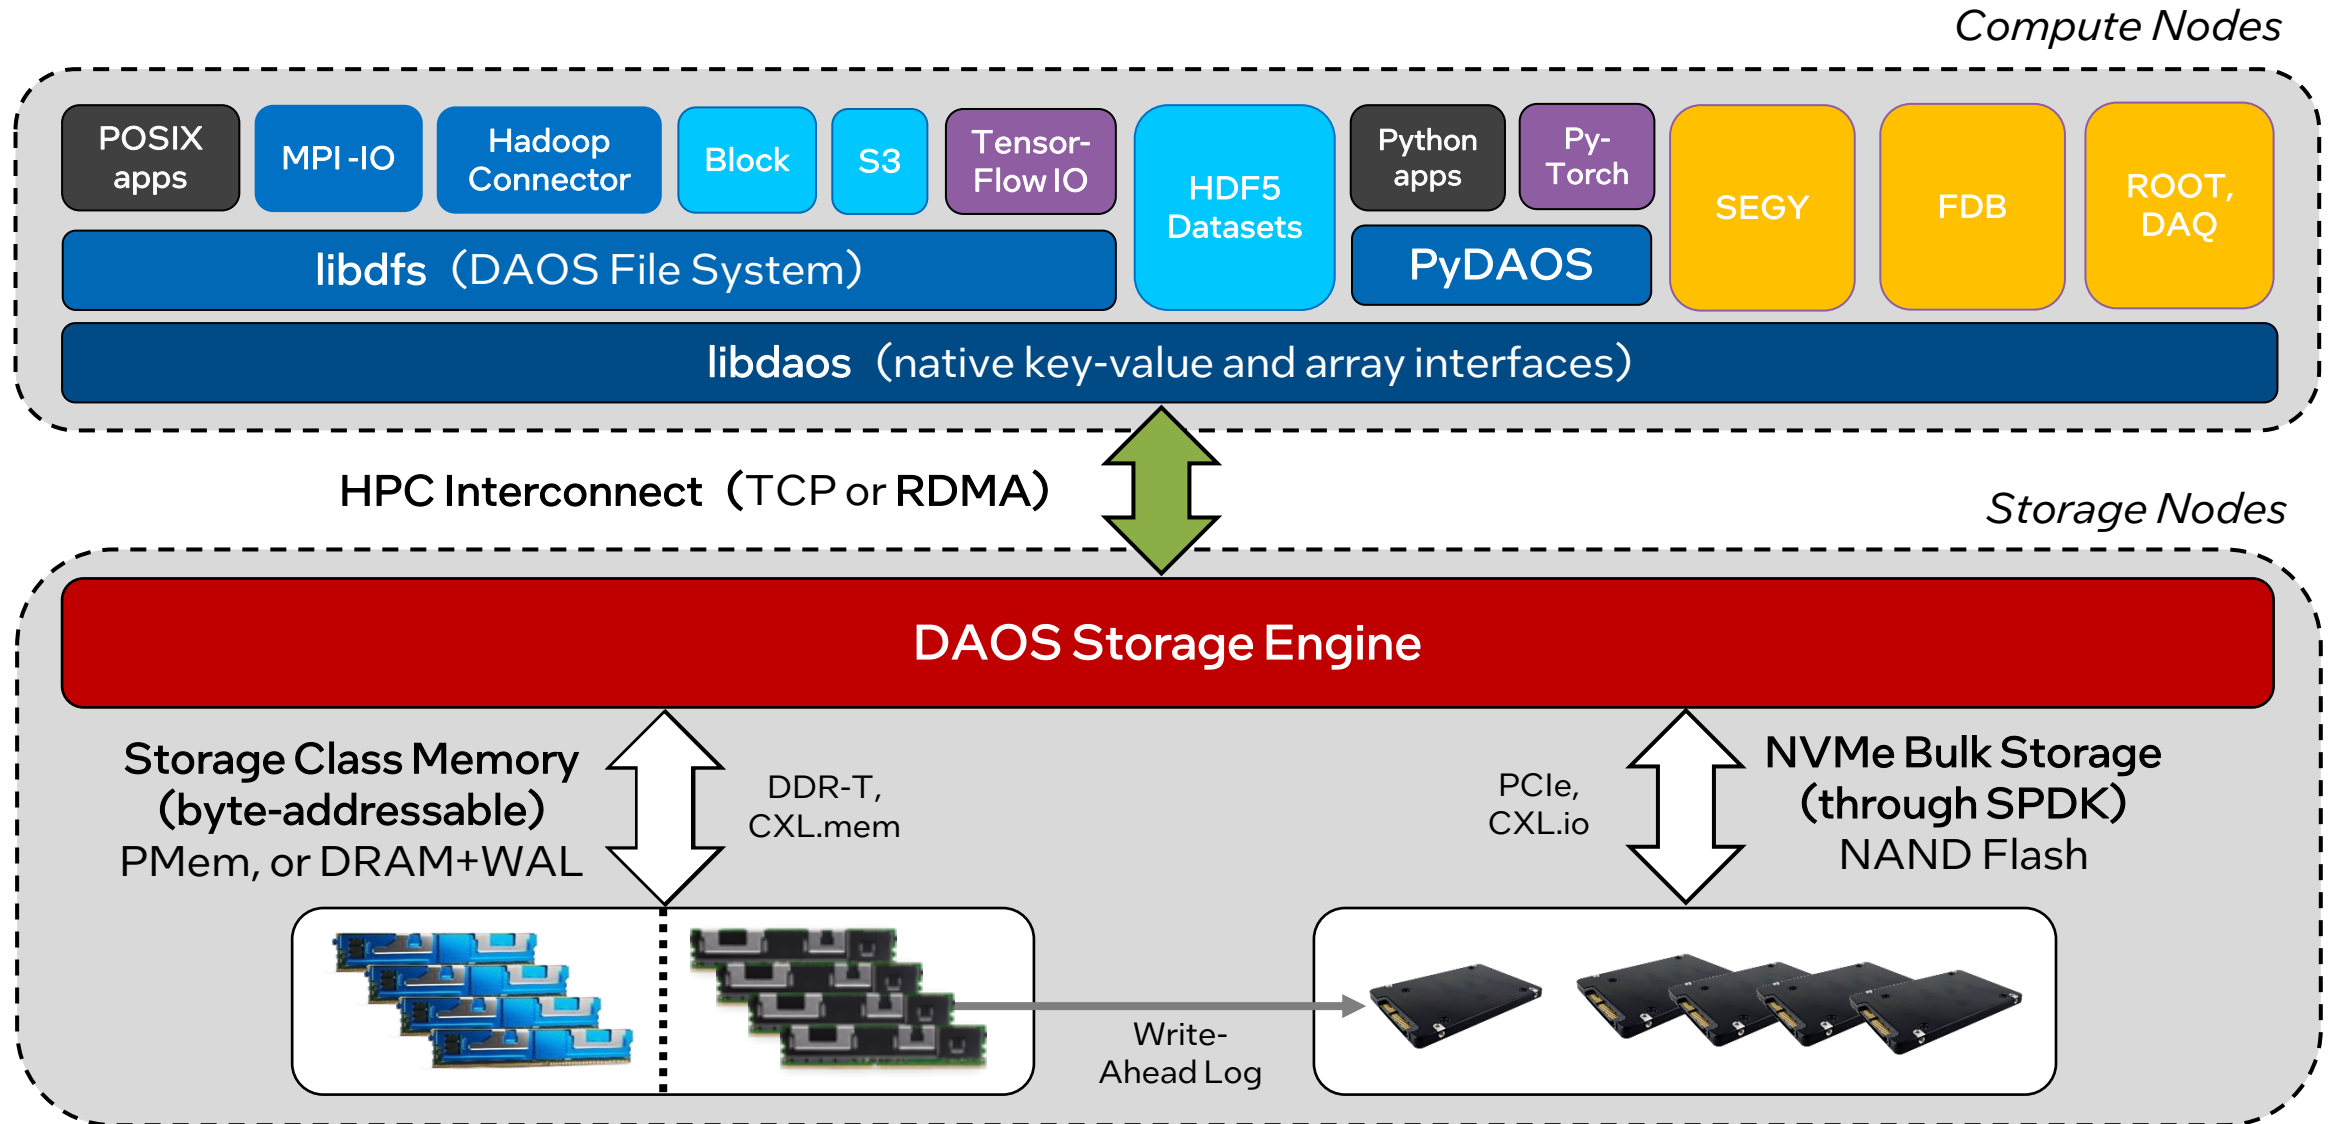 Compute Nodes
POSIX
apps
MPI -IO
Hadoop
Connector
Block
S3
Tensor-
Flow IO
HDF5
Datasets
Python
apps
Py-
Torch
SEGY
FDB
ROOT,
DAQ
libdfs (DAOS File System)
PyDAOS
libdaos (native key-value and array interfaces)
HPC Interconnect (TCP or RDMA)
Storage Nodes
DAOS Storage Engine
Storage Class Memory
(byte-addressable)
PMem, or DRAM+WAL
DDR-T,
CXL.mem
PCIe,
CXL.io
NVMe Bulk Storage
(through SPDK)
NAND Flash
Write-
Ahead Log